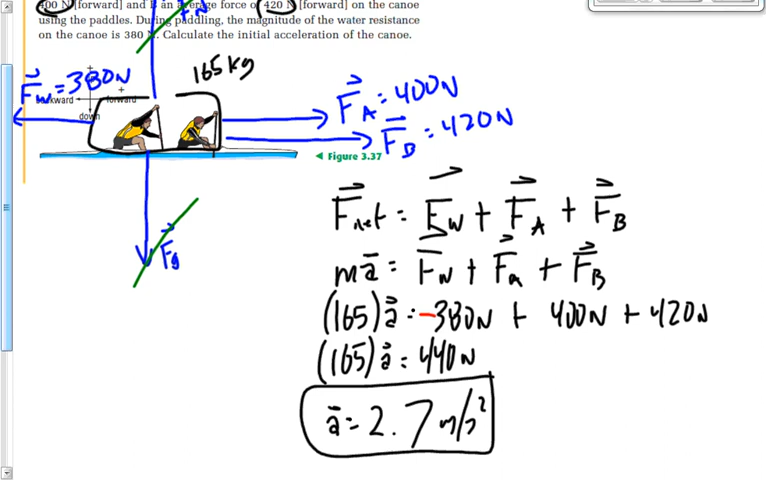 400 N [forward] and B an average force of 420 N [forward] on the canoe
using the paddles. During paddling, the magnitude of the water resistance
on the canoe is 380 N. Calculate the initial acceleration of the canoe.
165 kg
F⃗w = 380N
backward forward
down
F⃗A = 400N
F⃗B = 420N
◄ Figure 3.37
F⃗g
F⃗net = F⃗w + F⃗A + F⃗B
ma⃗ = F⃗w + F⃗a + F⃗B
(165)a⃗ = -380N + 400N + 420N
(165)a⃗ = 440N
a⃗ = 2.7 m/s²